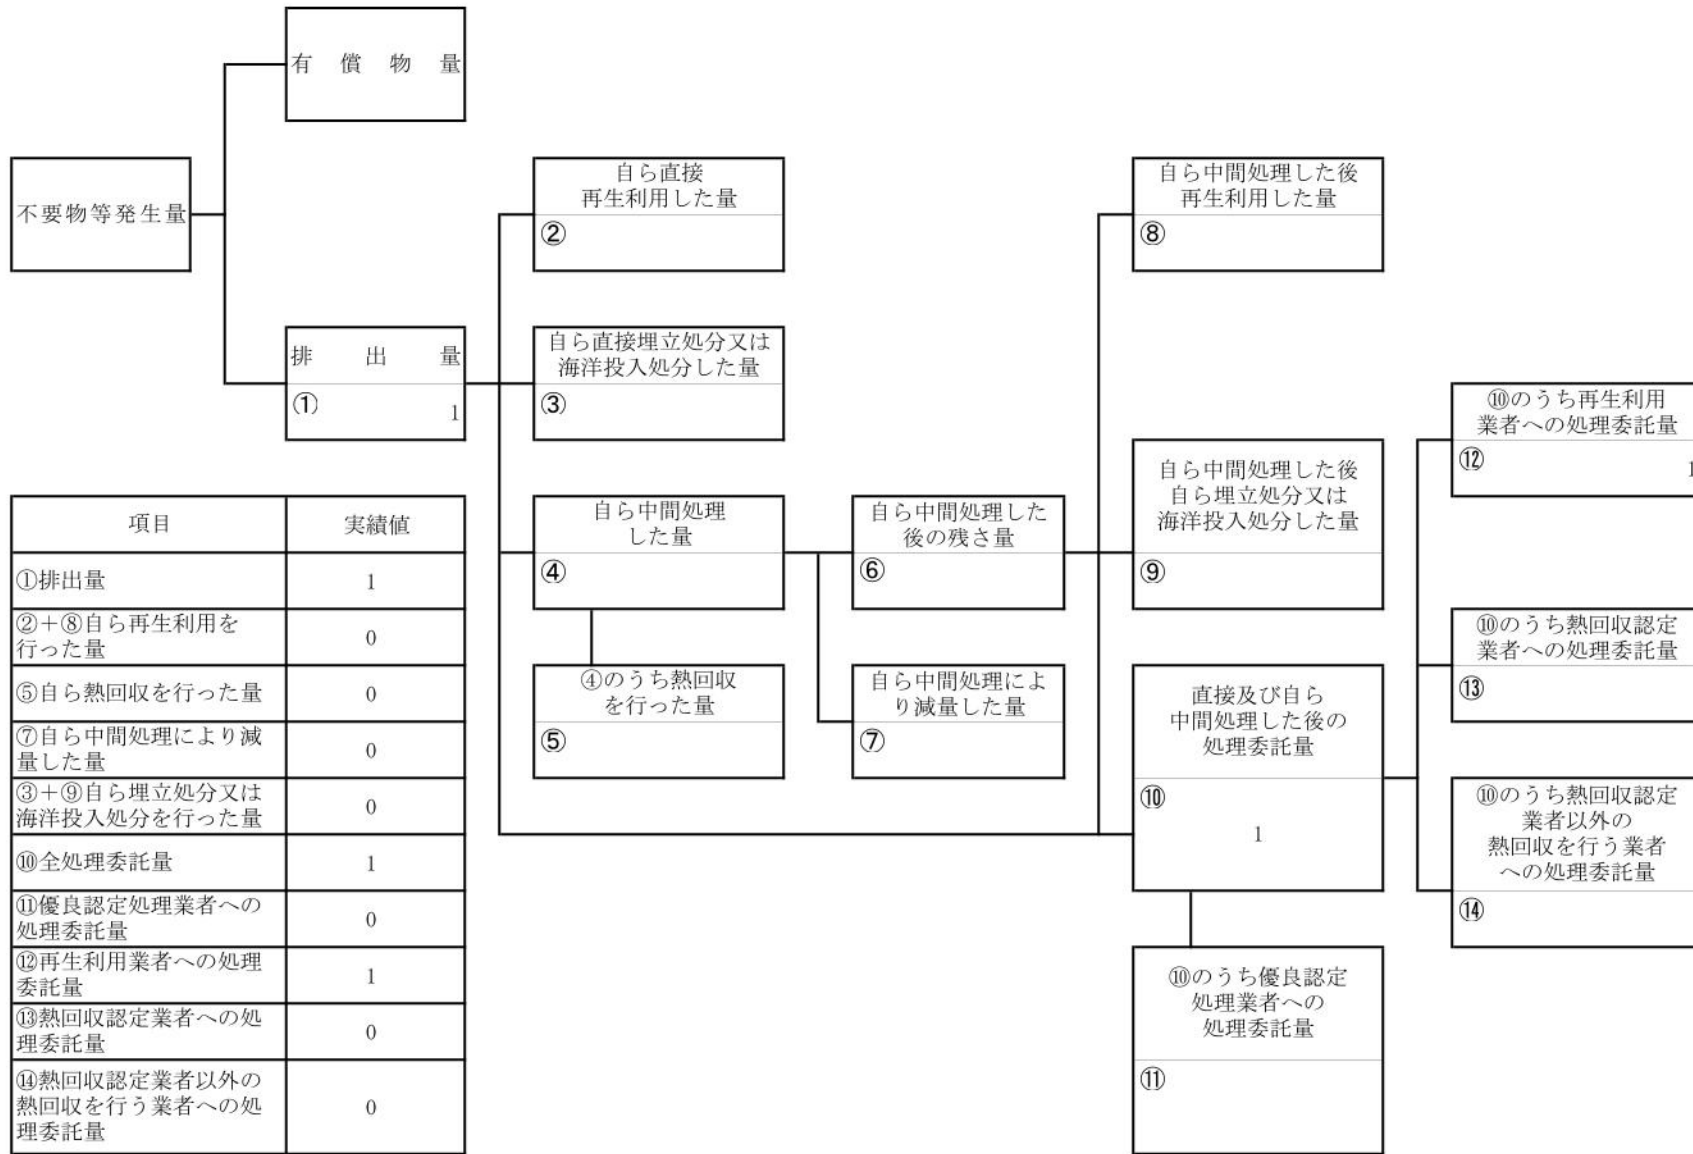 有償物量
不要物等発生量
自ら直接
再生利用した量
②
自ら中間処理した後
再生利用した量
⑧
排出量
①
1
自ら直接埋立処分又は
海洋投入処分した量
③
⑩のうち再生利用
業者への処理委託量
⑫
1
自ら中間処理した後
自ら埋立処分又は
海洋投入処分した量
⑨
自ら中間処理
した量
④
自ら中間処理した
後の残さ量
⑥
④のうち熱回収
を行った量
⑤
自ら中間処理によ
り減量した量
⑦
直接及び自ら
中間処理した後の
処理委託量
⑩
1
⑩のうち熱回収認定
業者への処理委託量
⑬
⑩のうち熱回収認定
業者以外の
熱回収を行う業者
への処理委託量
⑭
⑩のうち優良認定
処理業者への
処理委託量
⑪
項目 実績値
①排出量 1
②＋⑧自ら再生利用を
行った量 0
⑤自ら熱回収を行った量 0
⑦自ら中間処理により減
量した量 0
③＋⑨自ら埋立処分又は
海洋投入処分を行った量 0
⑩全処理委託量 1
⑪優良認定処理業者への
処理委託量 0
⑫再生利用業者への処理
委託量 1
⑬熱回収認定業者への処
理委託量 0
⑭熱回収認定業者以外の
熱回収を行う業者への処
理委託量 0